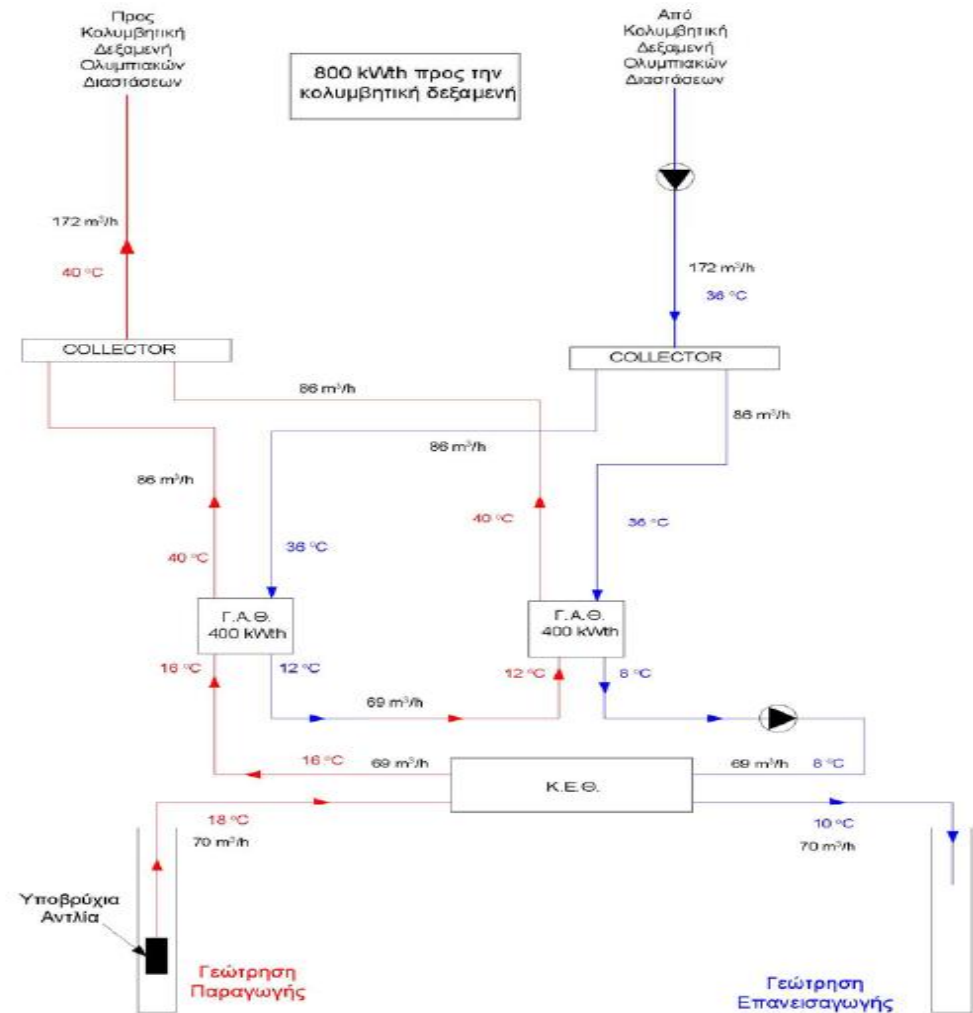 Προς
Κολυμβητική
Δεξαμενή
Ολυμπιακών
Διαστάσεων
800 kWth προς την
κολυμβητική δεξαμενή
Από
Κολυμβητική
Δεξαμενή
Ολυμπιακών
Διαστάσεων
172 m³/h
40 °C
172 m³/h
36 °C
COLLECTOR
COLLECTOR
86 m³/h
86 m³/h
86 m³/h
86 m³/h
40 °C
36 °C
40 °C
36 °C
Γ.Α.Θ.
400 kWth
Γ.Α.Θ.
400 kWth
16 °C
12 °C
12 °C
8 °C
69 m³/h
16 °C
69 m³/h
69 m³/h
8 °C
Κ.Ε.Θ.
18 °C
70 m³/h
10 °C
70 m³/h
Υποβρύχια
Αντλία
Γεώτρηση
Παραγωγής
Γεώτρηση
Επανεισαγωγής